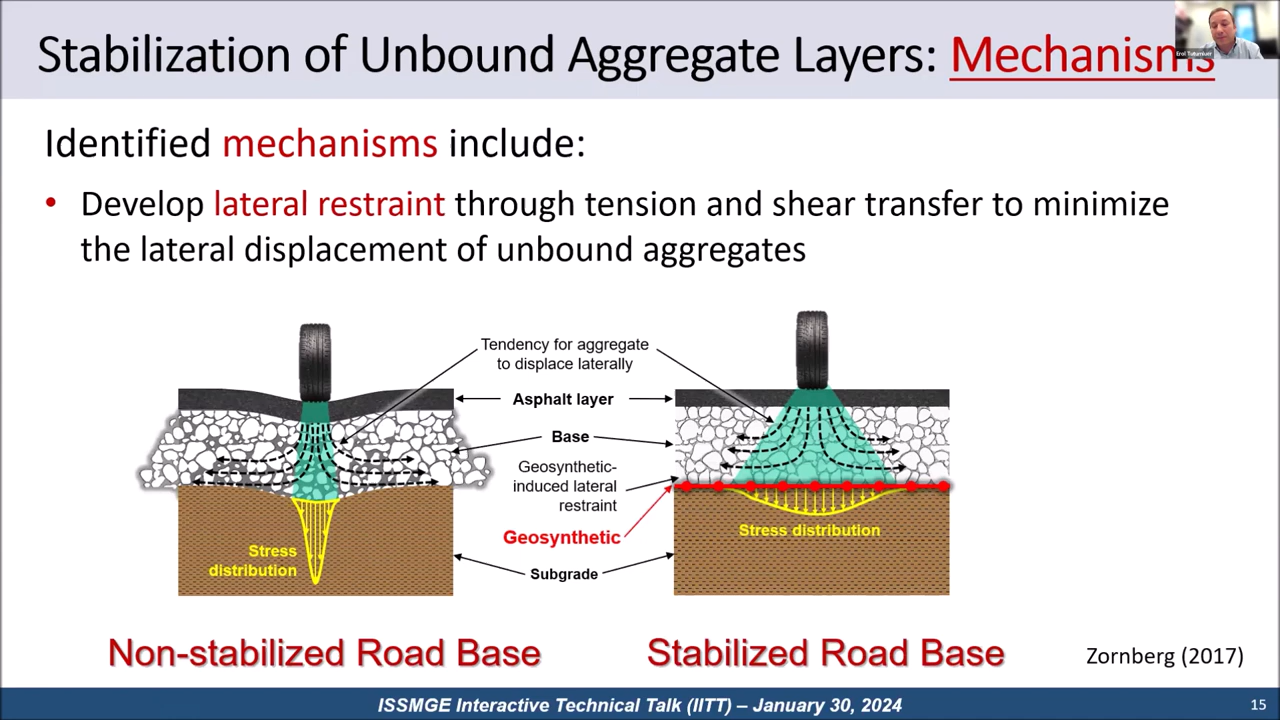 Stabilization of Unbound Aggregate Layers: Mechanisms
Erol Tutumluer
Identified mechanisms include:
• Develop lateral restraint through tension and shear transfer to minimize
the lateral displacement of unbound aggregates
Tendency for aggregate
to displace laterally
Asphalt layer
Base
Geosynthetic-
induced lateral
restraint
Geosynthetic
Subgrade
Stress
distribution
Stress distribution
Non-stabilized Road Base
Stabilized Road Base
Zornberg (2017)
ISSMGE Interactive Technical Talk (IITT) – January 30, 2024
15